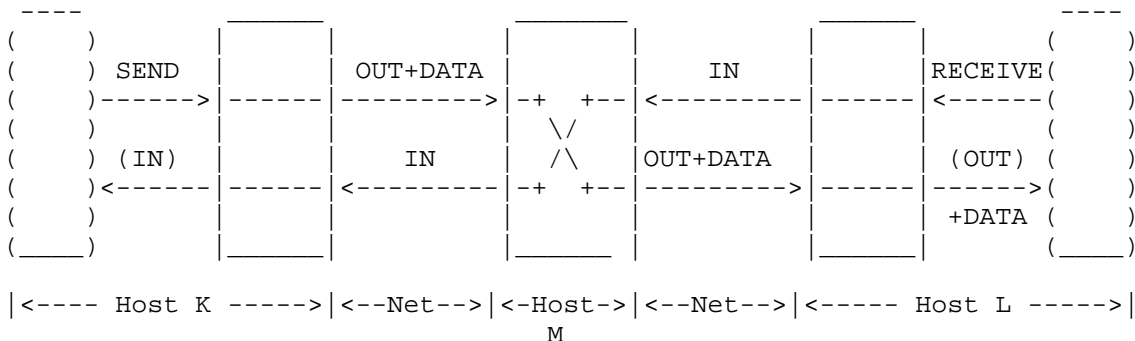 SEND OUT+DATA IN RECEIVE
(IN) IN OUT+DATA (OUT)
+DATA
|<---- Host K ----->|<--Net-->|<-Host->|<--Net-->|<----- Host L ----->|
M